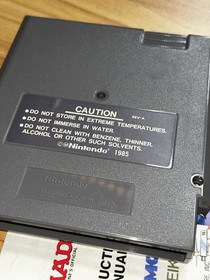 CAUTION
REV-A
•DO NOT STORE IN EXTREME TEMPERATURES.
•DO NOT IMMERSE IN WATER.
•DO NOT CLEAN WITH BENZENE, THINNER,
ALCOHOL OR OTHER SUCH SOLVENTS.
©®Nintendo 1985